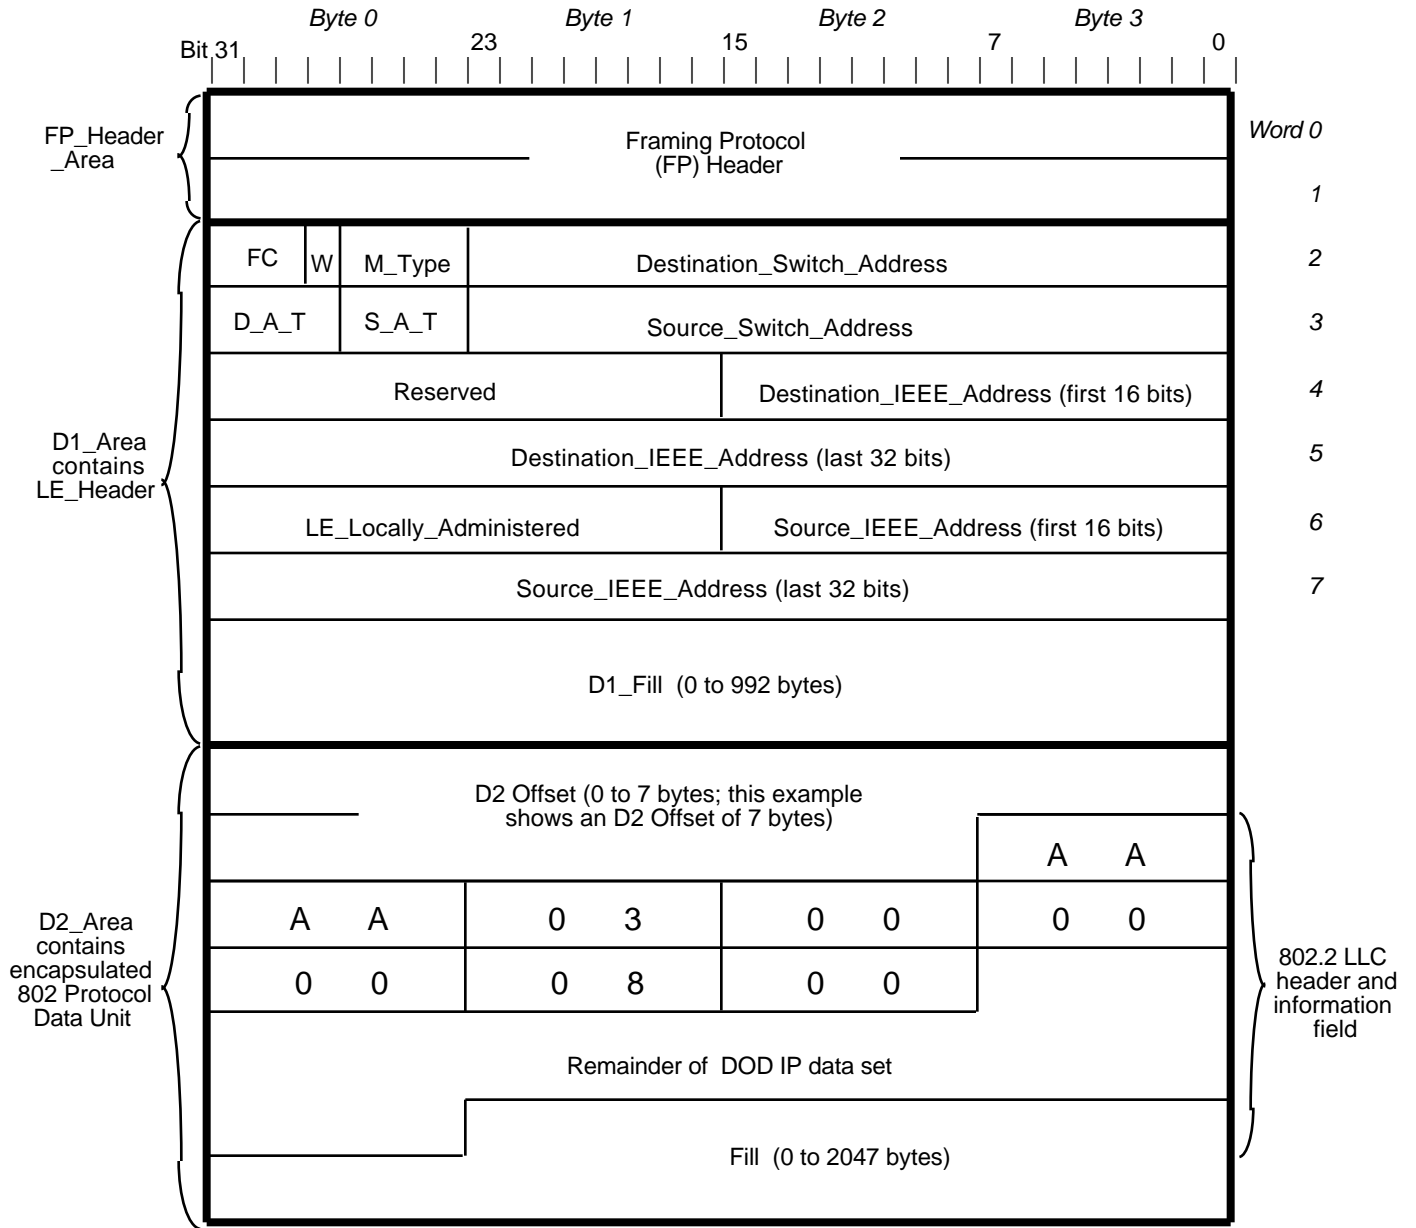 Byte 0 Byte 1 Byte 2 Byte 3
Bit 31 23 15 7 0
FP_Header
_Area
Framing Protocol
(FP) Header
Word 0
1
FC W M_Type Destination_Switch_Address 2
D_A_T S_A_T Source_Switch_Address 3
Reserved Destination_IEEE_Address (first 16 bits) 4
D1_Area
contains
LE_Header
Destination_IEEE_Address (last 32 bits) 5
LE_Locally_Administered Source_IEEE_Address (first 16 bits) 6
Source_IEEE_Address (last 32 bits) 7
D1_Fill (0 to 992 bytes)
D2 Offset (0 to 7 bytes; this example
shows an D2 Offset of 7 bytes)
A A
D2_Area
contains
encapsulated
802 Protocol
Data Unit
A A 0 3 0 0 0 0
0 0 0 8 0 0
802.2 LLC
header and
information
field
Remainder of DOD IP data set
Fill (0 to 2047 bytes)